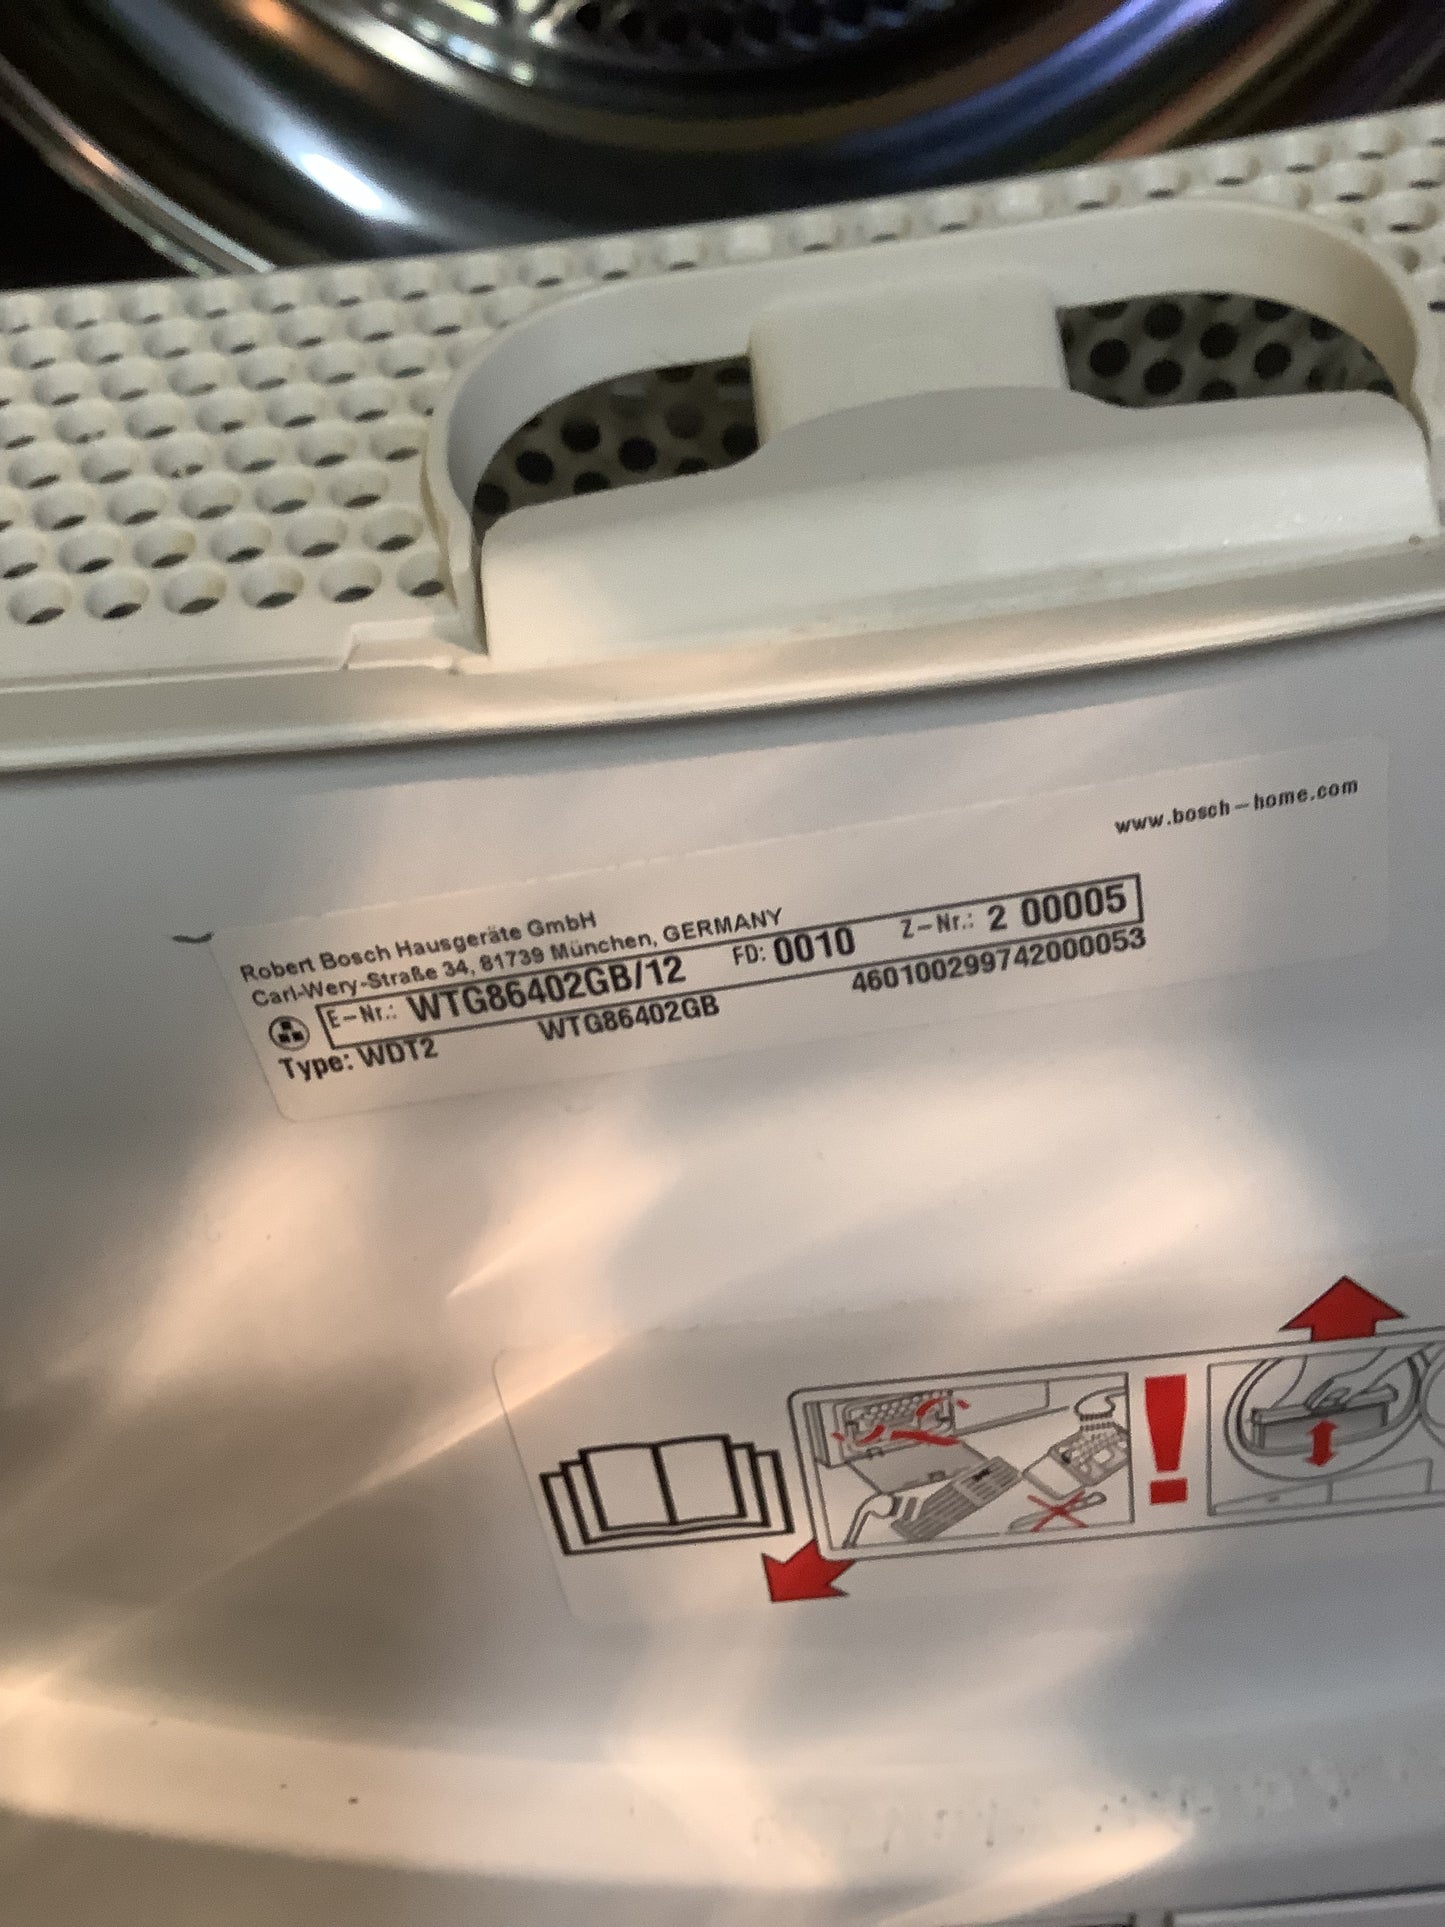 www.bosch-home.com
Robert Bosch Hausgeräte GmbH
Carl-Wery-Straße 34, 81739 München, GERMANY
E-Nr.: WTG86402GB/12 FD: 0010 Z-Nr.: 2 00005
Type: WDT2 WTG86402GB 460100299742000053